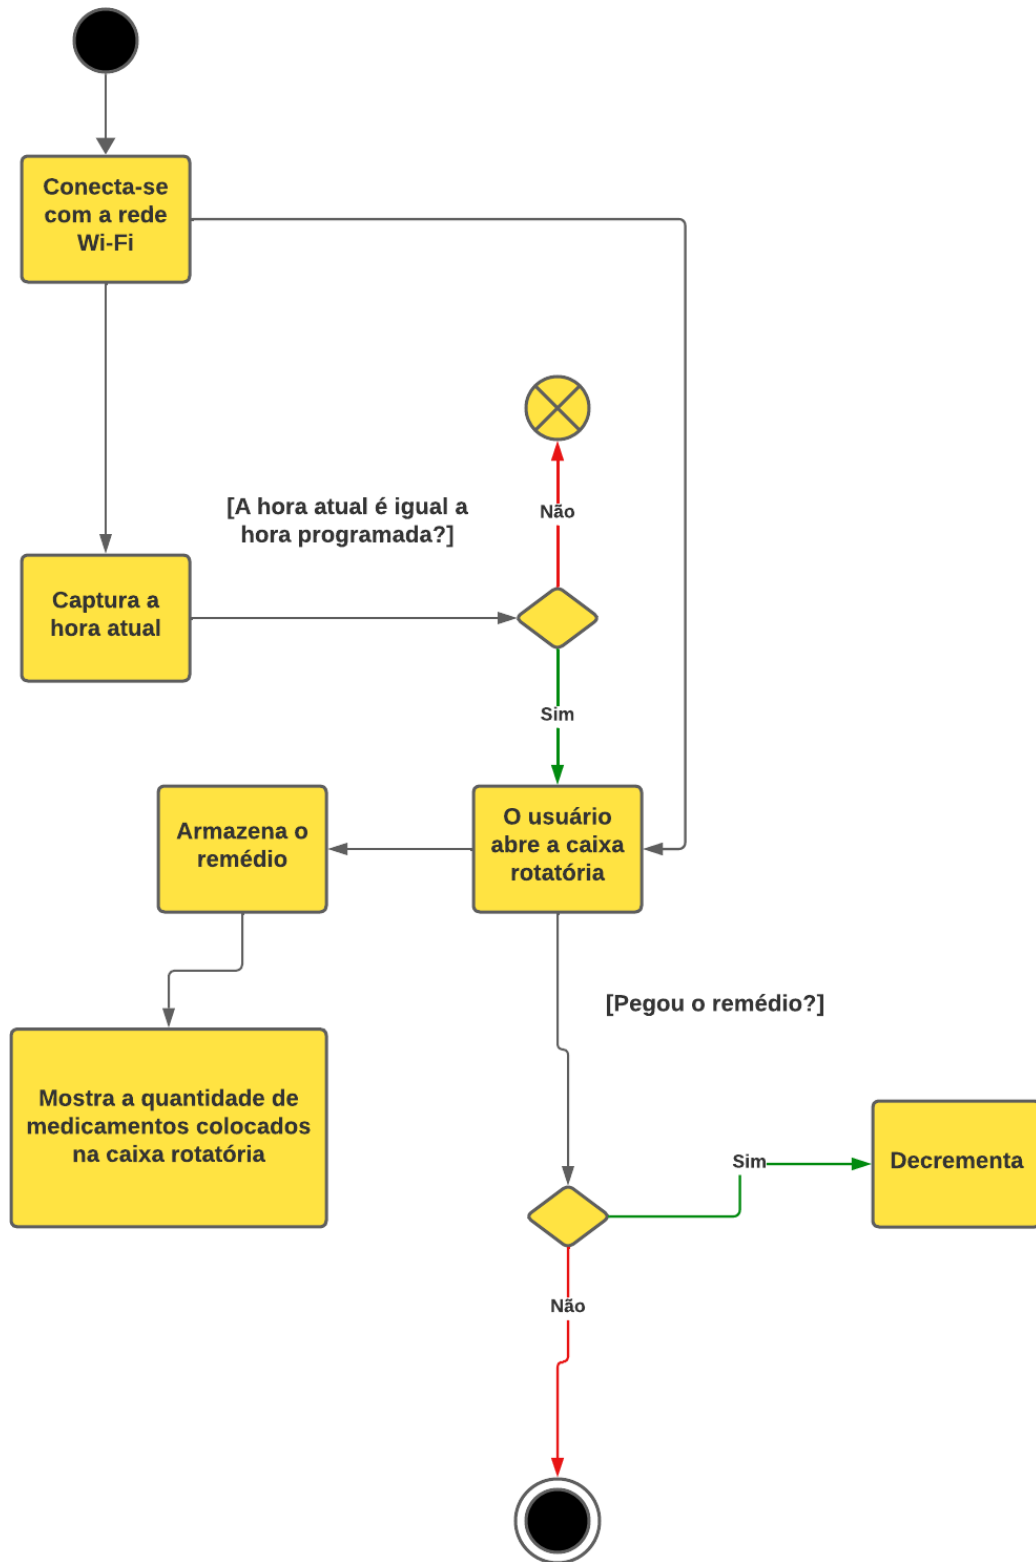 Conecta-se
com a rede
Wi-Fi
[A hora atual é igual a
hora programada?]
Não
Captura a
hora atual
Sim
Armazena o
remédio
O usuário
abre a caixa
rotatória
[Pegou o remédio?]
Mostra a quantidade de
medicamentos colocados
na caixa rotatória
Sim
Decrementa
Não